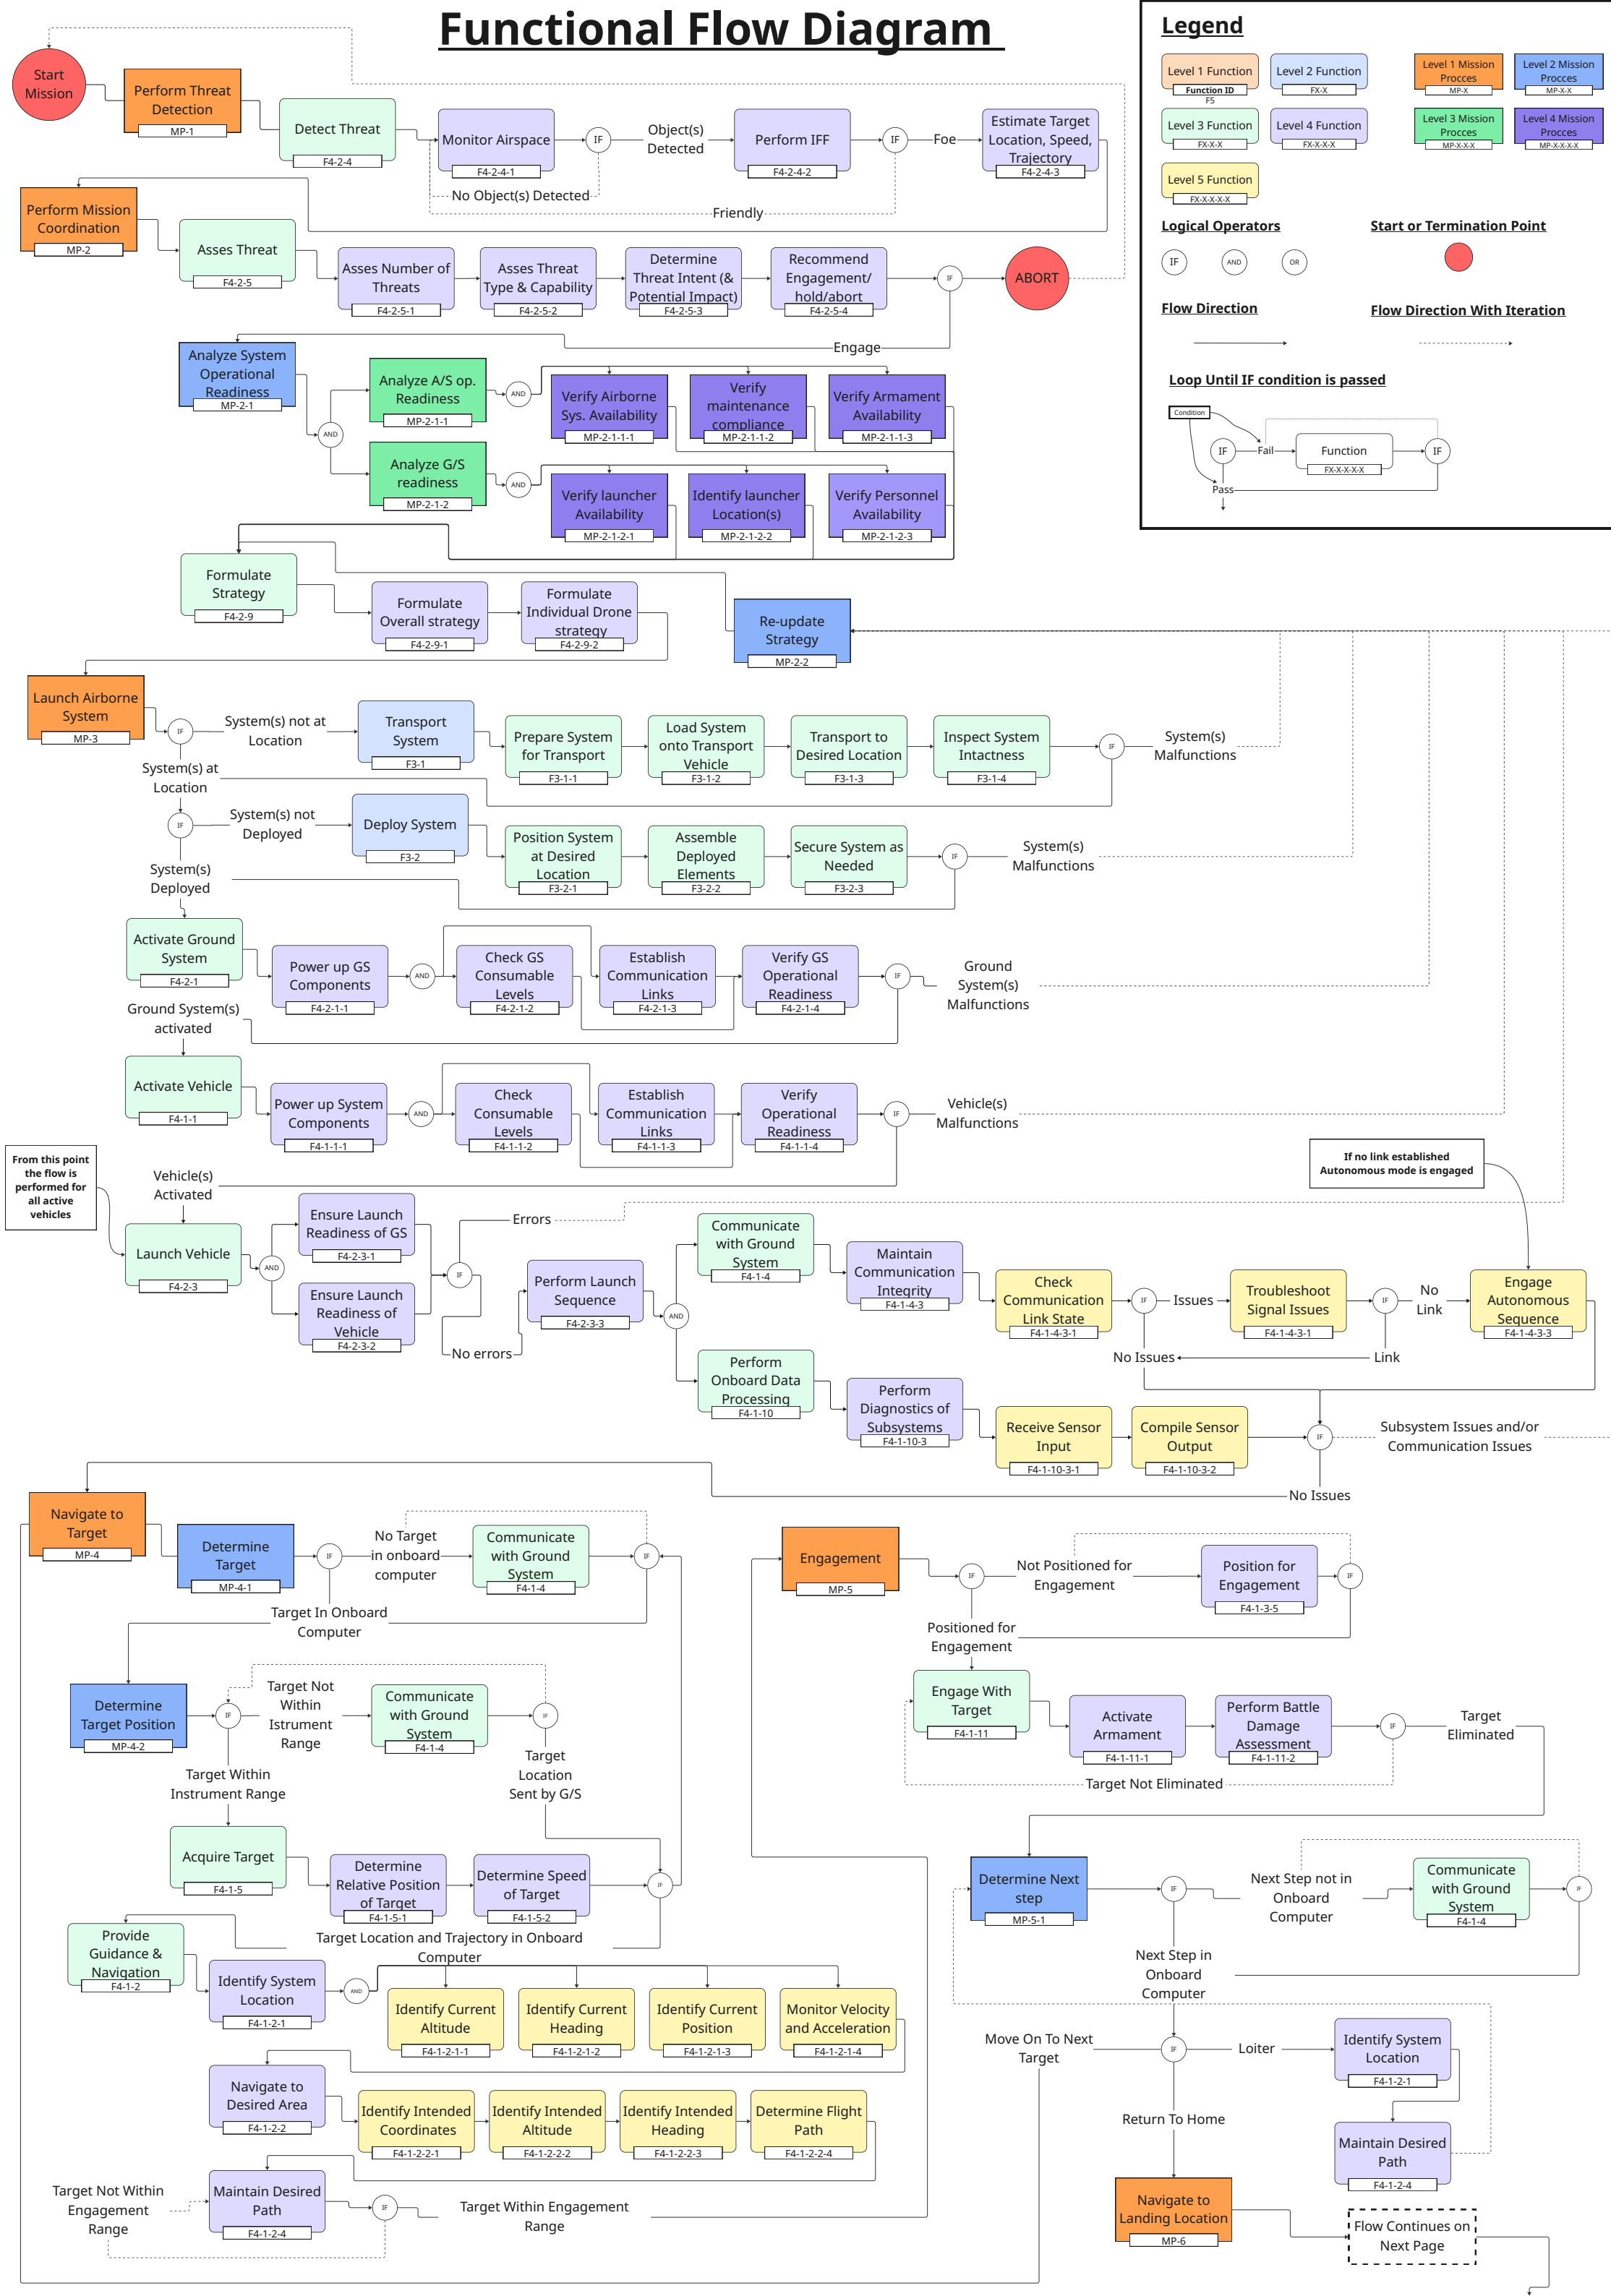 Functional Flow Diagram
Legend
Level 1 Function
Function ID
F5
Level 2 Function
FX-X
Level 1 Mission
Procces
MP-X
Level 2 Mission
Procces
MP-X-X
Level 3 Function
FX-X-X
Level 4 Function
FX-X-X-X
Level 3 Mission
Procces
MP-X-X-X
Level 4 Mission
Procces
MP-X-X-X-X
Level 5 Function
FX-X-X-X-X
Logical Operators
Start or Termination Point
IF
AND
OR
Flow Direction
Flow Direction With Iteration
Loop Until IF condition is passed
Condition
IF
Fail
Function
FX-X-X-X-X
IF
Pass
Start
Mission
Perform Threat
Detection
MP-1
Detect Threat
F4-2-4
Monitor Airspace
F4-2-4-1
IF
Object(s)
Detected
Perform IFF
F4-2-4-2
IF
Foe
Estimate Target
Location, Speed,
Trajectory
F4-2-4-3
No Object(s) Detected
Friendly
Perform Mission
Coordination
MP-2
Asses Threat
F4-2-5
Asses Number of
Threats
F4-2-5-1
Asses Threat
Type & Capability
F4-2-5-2
Determine
Threat Intent (&
Potential Impact)
F4-2-5-3
Recommend
Engagement/
hold/abort
F4-2-5-4
IF
ABORT
Engage
Analyze System
Operational
Readiness
MP-2-1
AND
Analyze A/S op.
Readiness
MP-2-1-1
AND
Verify Airborne
Sys. Availability
MP-2-1-1-1
Verify
maintenance
compliance
MP-2-1-1-2
Verify Armament
Availability
MP-2-1-1-3
Analyze G/S
readiness
MP-2-1-2
AND
Verify launcher
Availability
MP-2-1-2-1
Identify launcher
Location(s)
MP-2-1-2-2
Verify Personnel
Availability
MP-2-1-2-3
Formulate
Strategy
F4-2-9
Formulate
Overall strategy
F4-2-9-1
Formulate
Individual Drone
strategy
F4-2-9-2
Re-update
Strategy
MP-2-2
Launch Airborne
System
MP-3
IF
System(s) not at
Location
Transport
System
F3-1
Prepare System
for Transport
F3-1-1
Load System
onto Transport
Vehicle
F3-1-2
Transport to
Desired Location
F3-1-3
Inspect System
Intactness
F3-1-4
IF
System(s)
Malfunctions
System(s) at
Location
IF
System(s) not
Deployed
Deploy System
F3-2
Position System
at Desired
Location
F3-2-1
Assemble
Deployed
Elements
F3-2-2
Secure System as
Needed
F3-2-3
IF
System(s)
Malfunctions
System(s)
Deployed
Activate Ground
System
F4-2-1
Power up GS
Components
F4-2-1-1
AND
Check GS
Consumable
Levels
F4-2-1-2
Establish
Communication
Links
F4-2-1-3
Verify GS
Operational
Readiness
F4-2-1-4
IF
Ground
System(s)
Malfunctions
Ground System(s)
activated
Activate Vehicle
F4-1-1
Power up System
Components
F4-1-1-1
AND
Check
Consumable
Levels
F4-1-1-2
Establish
Communication
Links
F4-1-1-3
Verify
Operational
Readiness
F4-1-1-4
IF
Vehicle(s)
Malfunctions
From this point
the flow is
performed for
all active
vehicles
Vehicle(s)
Activated
If no link established
Autonomous mode is engaged
Launch Vehicle
F4-2-3
AND
Ensure Launch
Readiness of GS
F4-2-3-1
Ensure Launch
Readiness of
Vehicle
F4-2-3-2
IF
Errors
No errors
Perform Launch
Sequence
F4-2-3-3
AND
Communicate
with Ground
System
F4-1-4
Maintain
Communication
Integrity
F4-1-4-3
Check
Communication
Link State
F4-1-4-3-1
IF
Issues
Troubleshoot
Signal Issues
F4-1-4-3-1
IF
No
Link
Engage
Autonomous
Sequence
F4-1-4-3-3
No Issues
Link
Perform
Onboard Data
Processing
F4-1-10
Perform
Diagnostics of
Subsystems
F4-1-10-3
Receive Sensor
Input
F4-1-10-3-1
Compile Sensor
Output
F4-1-10-3-2
IF
Subsystem Issues and/or
Communication Issues
No Issues
Navigate to
Target
MP-4
Determine
Target
MP-4-1
IF
No Target
in onboard
computer
Communicate
with Ground
System
F4-1-4
IF
Target In Onboard
Computer
Determine
Target Position
MP-4-2
IF
Target Not
Within
Istrument
Range
Communicate
with Ground
System
F4-1-4
IF
Target Within
Instrument Range
Target
Location
Sent by G/S
Acquire Target
F4-1-5
Determine
Relative Position
of Target
F4-1-5-1
Determine Speed
of Target
F4-1-5-2
IF
Target Location and Trajectory in Onboard
Computer
Provide
Guidance &
Navigation
F4-1-2
Identify System
Location
F4-1-2-1
AND
Identify Current
Altitude
F4-1-2-1-1
Identify Current
Heading
F4-1-2-1-2
Identify Current
Position
F4-1-2-1-3
Monitor Velocity
and Acceleration
F4-1-2-1-4
Navigate to
Desired Area
F4-1-2-2
Identify Intended
Coordinates
F4-1-2-2-1
Identify Intended
Altitude
F4-1-2-2-2
Identify Intended
Heading
F4-1-2-2-3
Determine Flight
Path
F4-1-2-2-4
Target Not Within
Engagement
Range
Maintain Desired
Path
F4-1-2-4
IF
Target Within Engagement
Range
Engagement
MP-5
IF
Not Positioned for
Engagement
Position for
Engagement
F4-1-3-5
IF
Positioned for
Engagement
Engage With
Target
F4-1-11
Activate
Armament
F4-1-11-1
Perform Battle
Damage
Assessment
F4-1-11-2
IF
Target
Eliminated
Target Not Eliminated
Determine Next
step
MP-5-1
IF
Next Step not in
Onboard
Computer
Communicate
with Ground
System
F4-1-4
IF
Next Step in
Onboard
Computer
Move On To Next
Target
IF
Loiter
Identify System
Location
F4-1-2-1
Return To Home
Maintain Desired
Path
F4-1-2-4
Navigate to
Landing Location
MP-6
Flow Continues on
Next Page